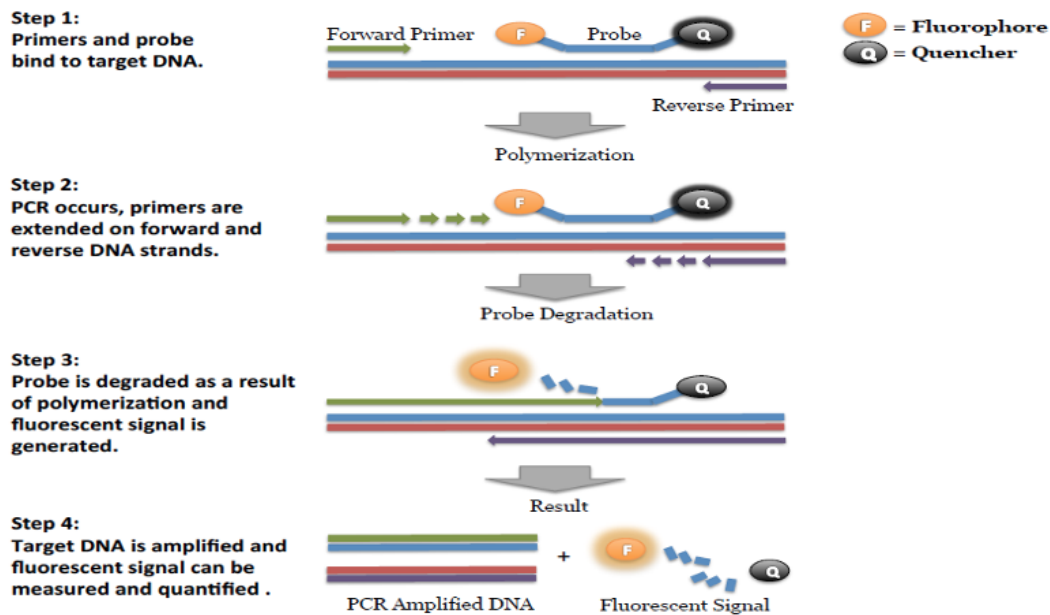 Step 1:
Primers and probe
bind to target DNA.
Forward Primer
F
Probe
Q
F = Fluorophore
Q = Quencher
Reverse Primer
Polymerization
Step 2:
PCR occurs, primers are
extended on forward and
reverse DNA strands.
F
Q
Probe Degradation
Step 3:
Probe is degraded as a result
of polymerization and
fluorescent signal is
generated.
F
Q
Result
Step 4:
Target DNA is amplified and
fluorescent signal can be
measured and quantified .
+
F
Q
PCR Amplified DNA
Fluorescent Signal